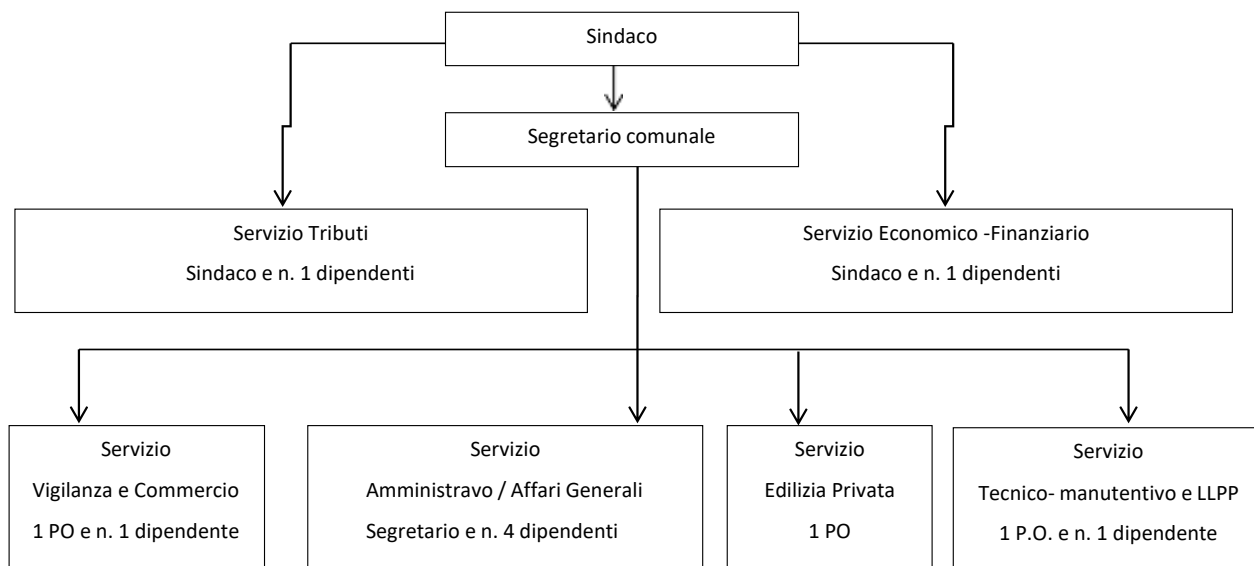 Sindaco
Segretario comunale
Servizio Tributi
Sindaco e n. 1 dipendenti
Servizio Economico -Finanziario
Sindaco e n. 1 dipendenti
Servizio
Vigilanza e Commercio
1 PO e n. 1 dipendente
Servizio
Amministravo / Affari Generali
Segretario e n. 4 dipendenti
Servizio
Edilizia Privata
1 PO
Servizio
Tecnico- manutentivo e LLPP
1 P.O. e n. 1 dipendente